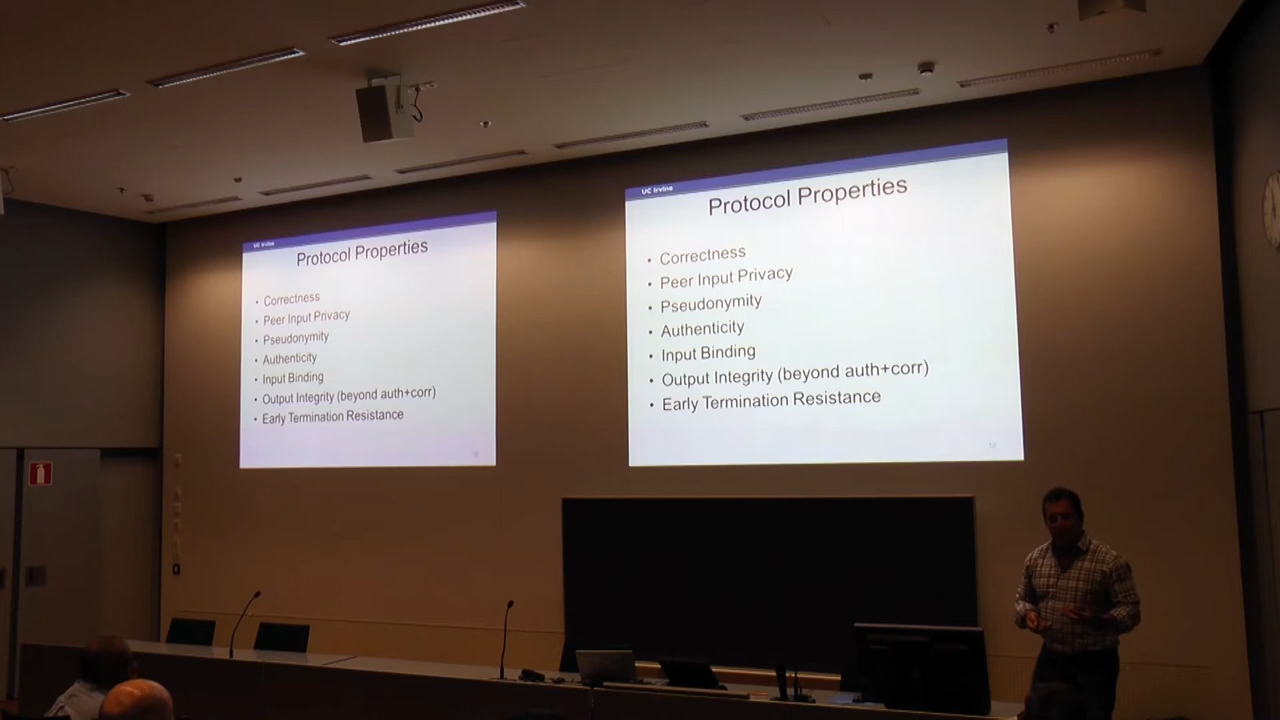 UC Irvine
Protocol Properties
• Correctness
• Peer Input Privacy
• Pseudonymity
• Authenticity
• Input Binding
• Output Integrity (beyond auth+corr)
• Early Termination Resistance
UC Irvine
Protocol Properties
• Correctness
• Peer Input Privacy
• Pseudonymity
• Authenticity
• Input Binding
• Output Integrity (beyond auth+corr)
• Early Termination Resistance